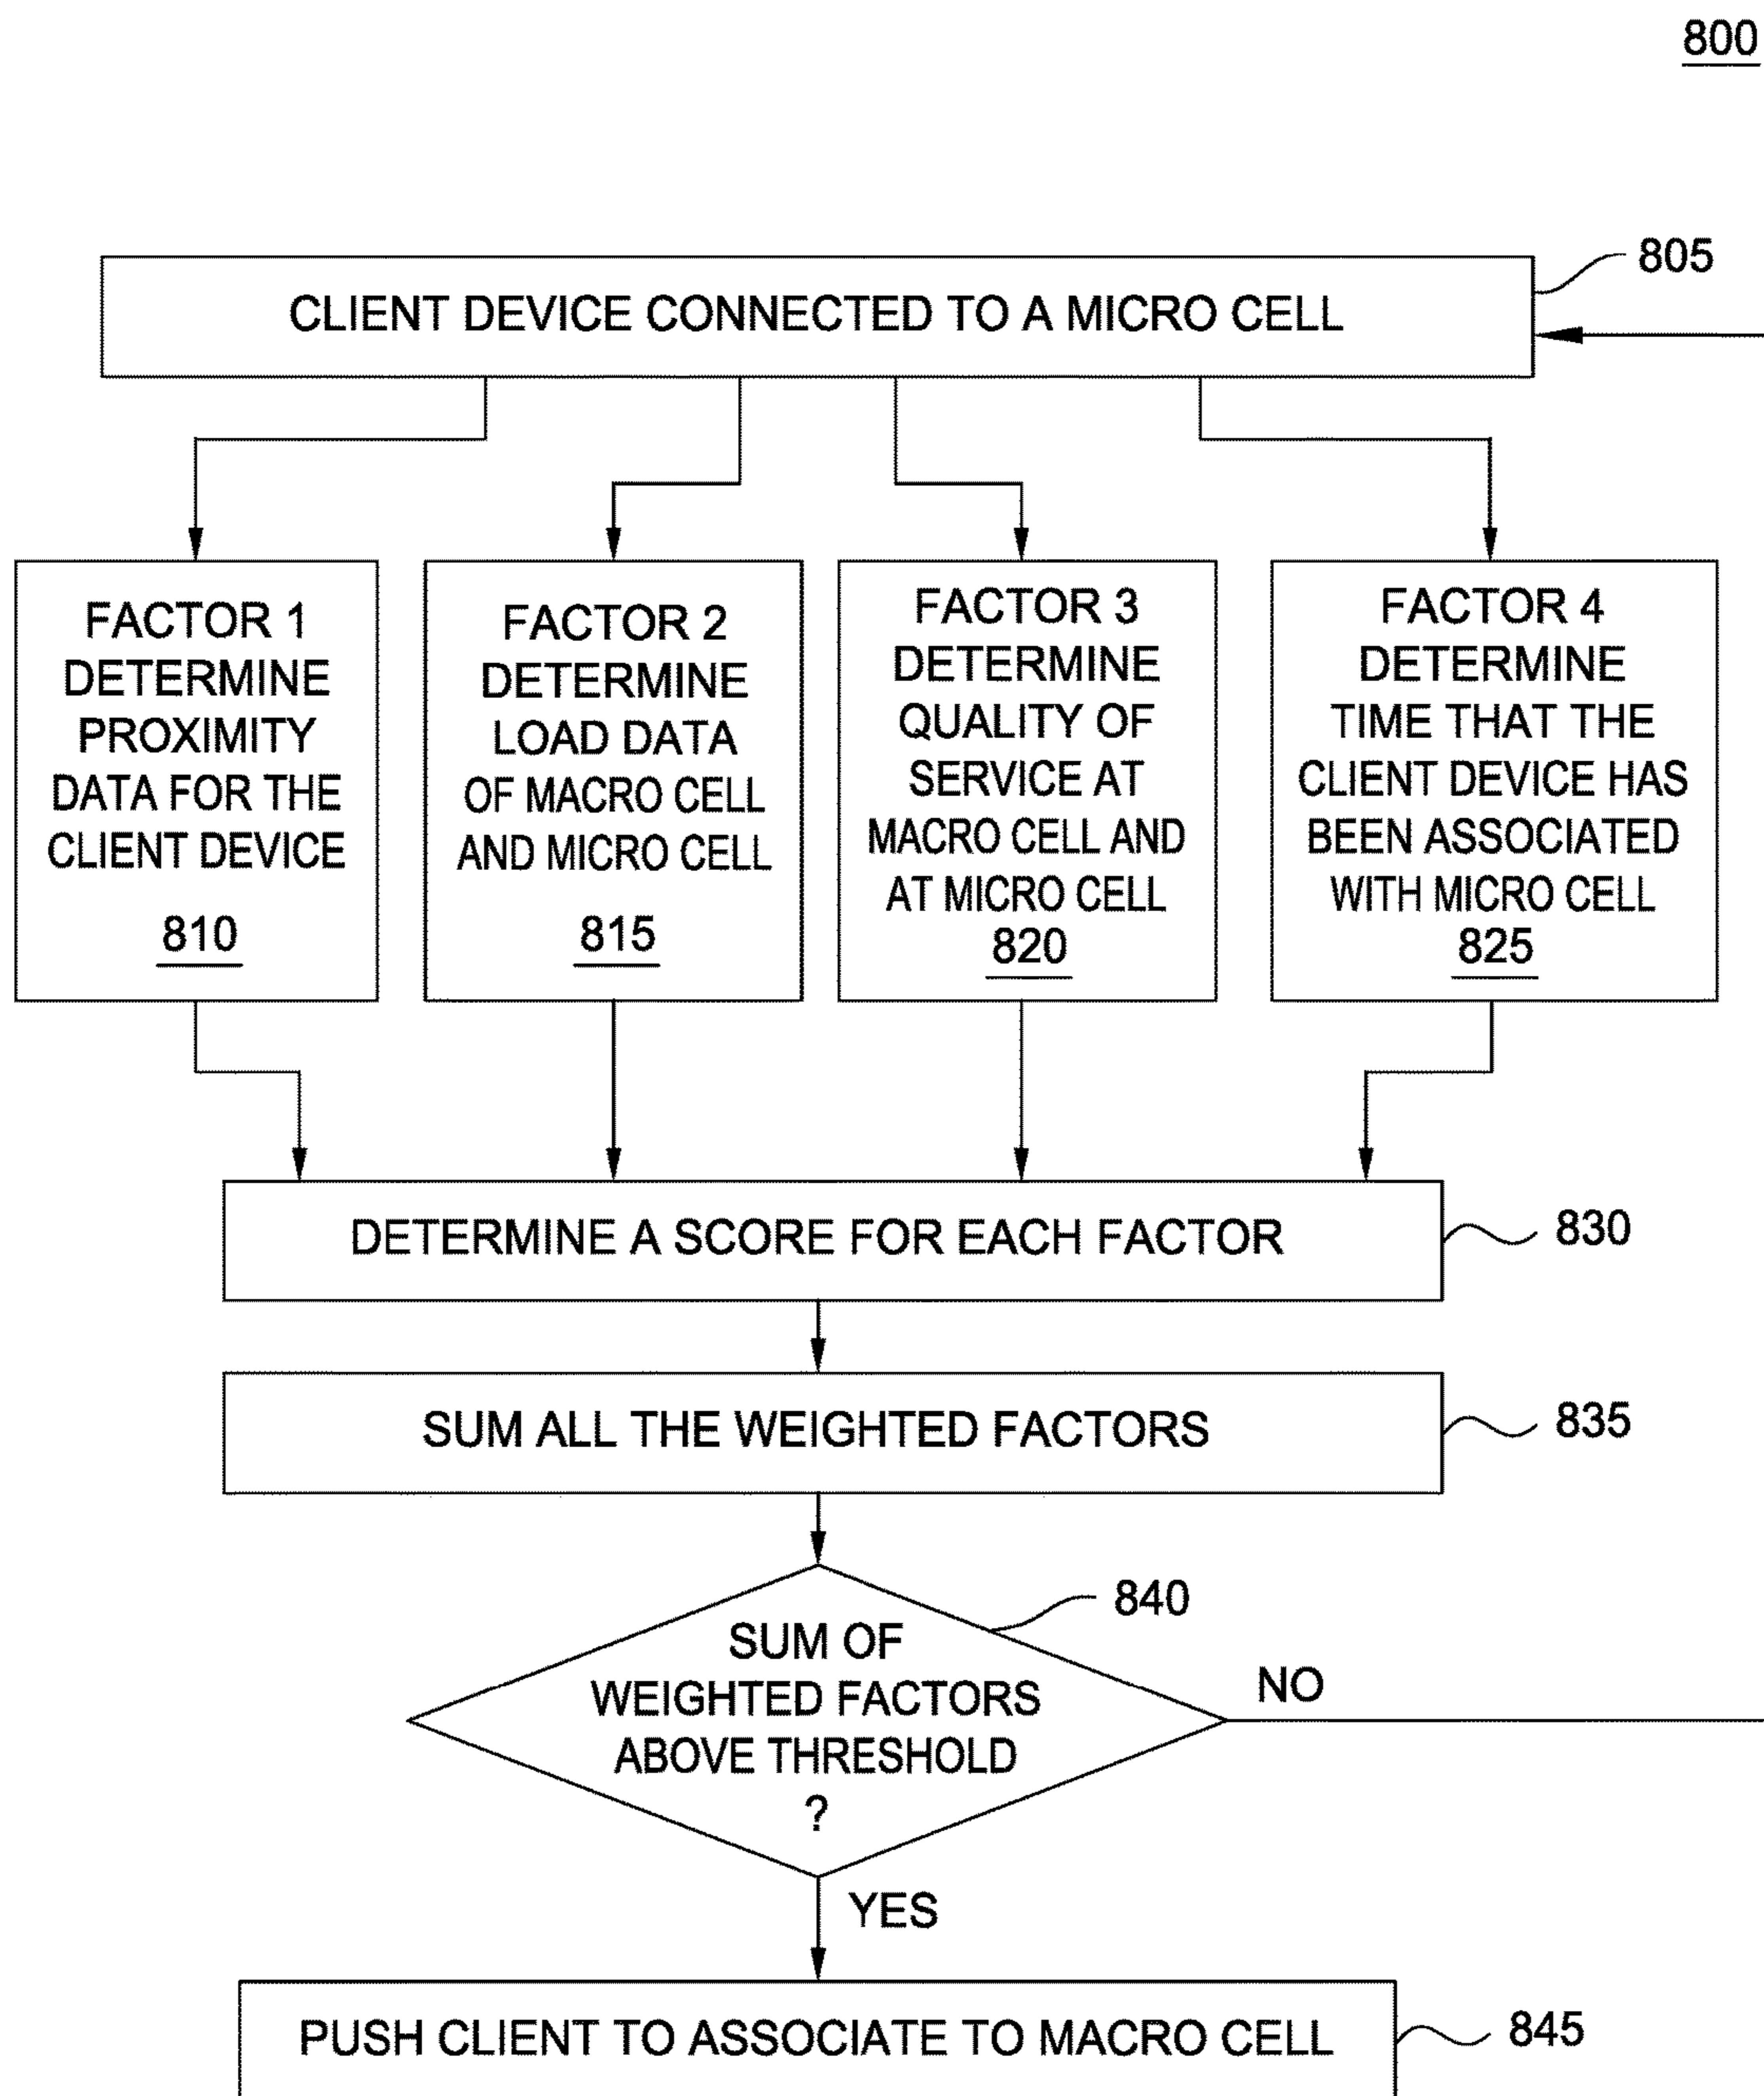 800
CLIENT DEVICE CONNECTED TO A MICRO CELL
805
FACTOR 1
DETERMINE
PROXIMITY
DATA FOR THE
CLIENT DEVICE
810
FACTOR 2
DETERMINE
LOAD DATA
OF MACRO CELL
AND MICRO CELL
815
FACTOR 3
DETERMINE
QUALITY OF
SERVICE AT
MACRO CELL AND
AT MICRO CELL
820
FACTOR 4
DETERMINE
TIME THAT THE
CLIENT DEVICE HAS
BEEN ASSOCIATED
WITH MICRO CELL
825
DETERMINE A SCORE FOR EACH FACTOR
830
SUM ALL THE WEIGHTED FACTORS
835
SUM OF
WEIGHTED FACTORS
ABOVE THRESHOLD
?
840
NO
YES
PUSH CLIENT TO ASSOCIATE TO MACRO CELL
845